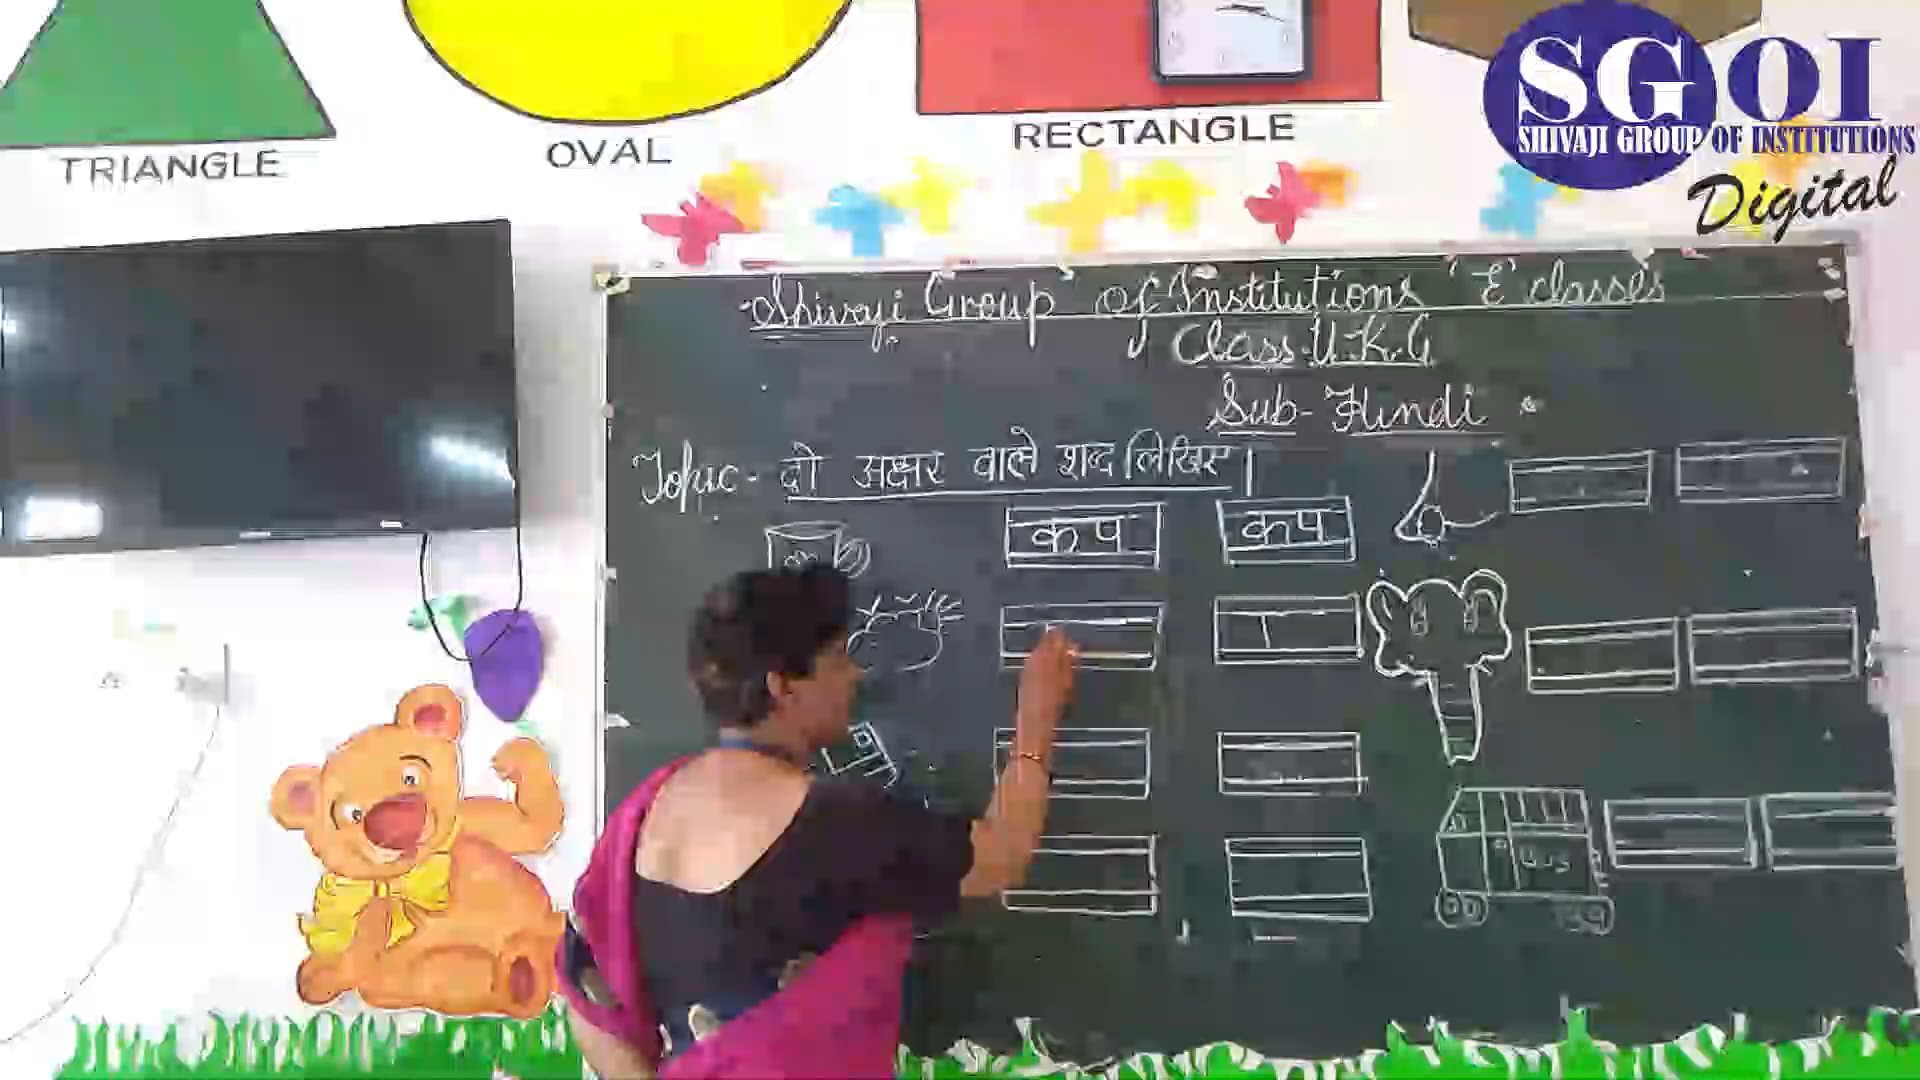 TRIANGLE
OVAL
RECTANGLE
SGOI
SHIVAJI GROUP OF INSTITUTIONS
Digital
Shivaji Group of Institutions 'E' classes
Class-U.K.G
Sub- Hindi
Topic- दो अक्षर वाले शब्द लिखिए।
कप कप
Bus